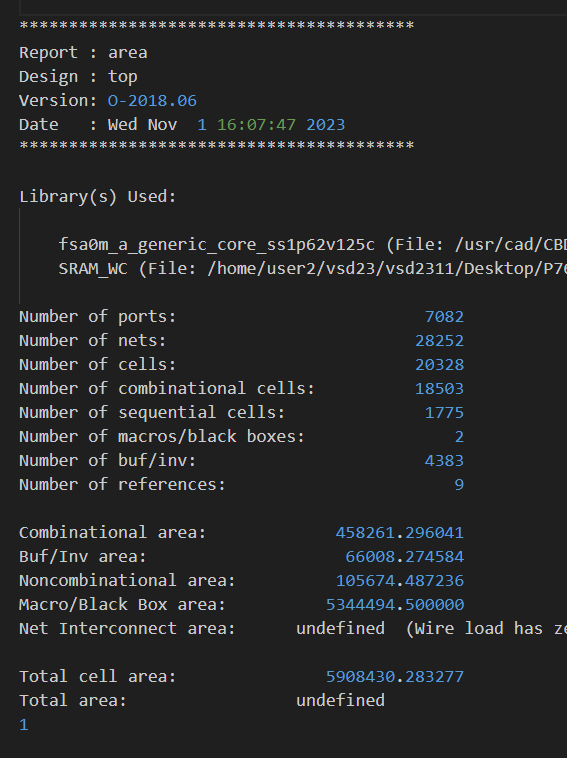 ****************************************
Report : area
Design : top
Version: O-2018.06
Date   : Wed Nov  1 16:07:47 2023
****************************************
Library(s) Used:
fsa0m_a_generic_core_ss1p62v125c (File: /usr/cad/CBD
SRAM_WC (File: /home/user2/vsd23/vsd2311/Desktop/P76
Number of ports: 7082
Number of nets: 28252
Number of cells: 20328
Number of combinational cells: 18503
Number of sequential cells: 1775
Number of macros/black boxes: 2
Number of buf/inv: 4383
Number of references: 9
Combinational area: 458261.296041
Buf/Inv area: 66008.274584
Noncombinational area: 105674.487236
Macro/Black Box area: 5344494.500000
Net Interconnect area: undefined (Wire load has ze
Total cell area: 5908430.283277
Total area: undefined
1